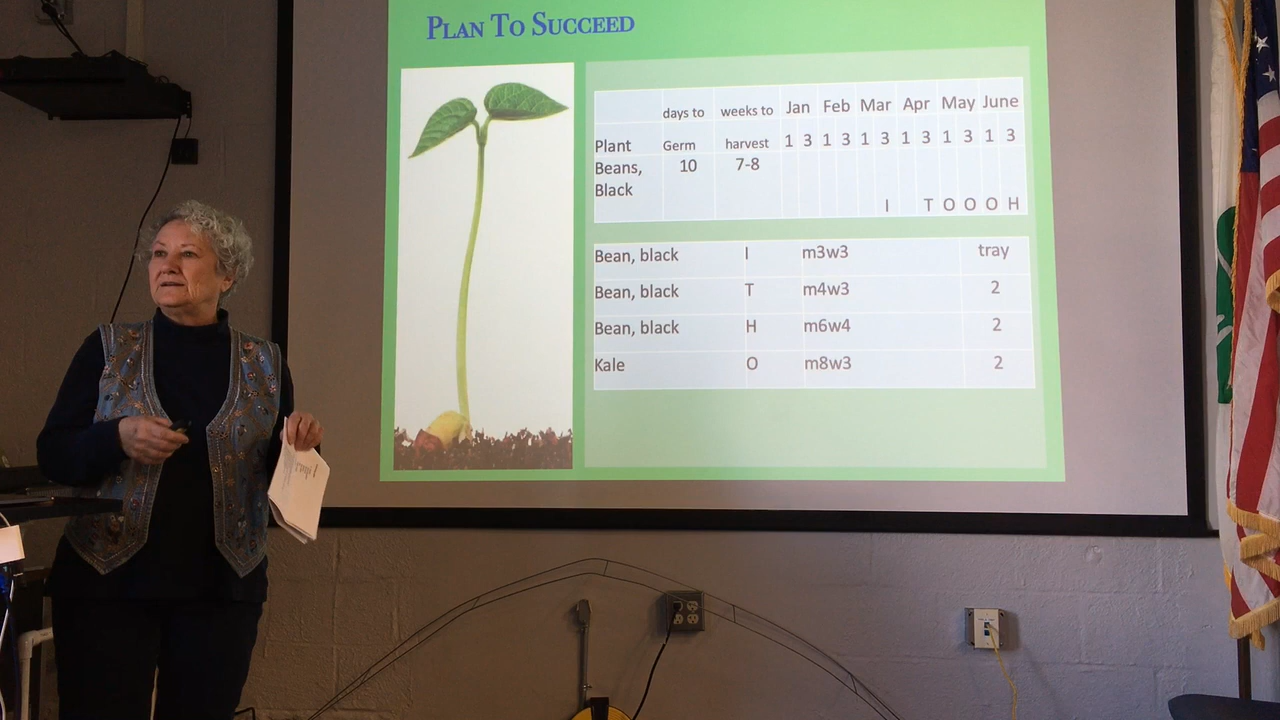 PLAN TO SUCCEED
days to weeks to Jan Feb Mar Apr May June
Plant Germ harvest 1 3 1 3 1 3 1 3 1 3 1 3
Beans, 10 7-8
Black
I T O O O H
Bean, black I m3w3 tray
Bean, black T m4w3 2
Bean, black H m6w4 2
Kale O m8w3 2